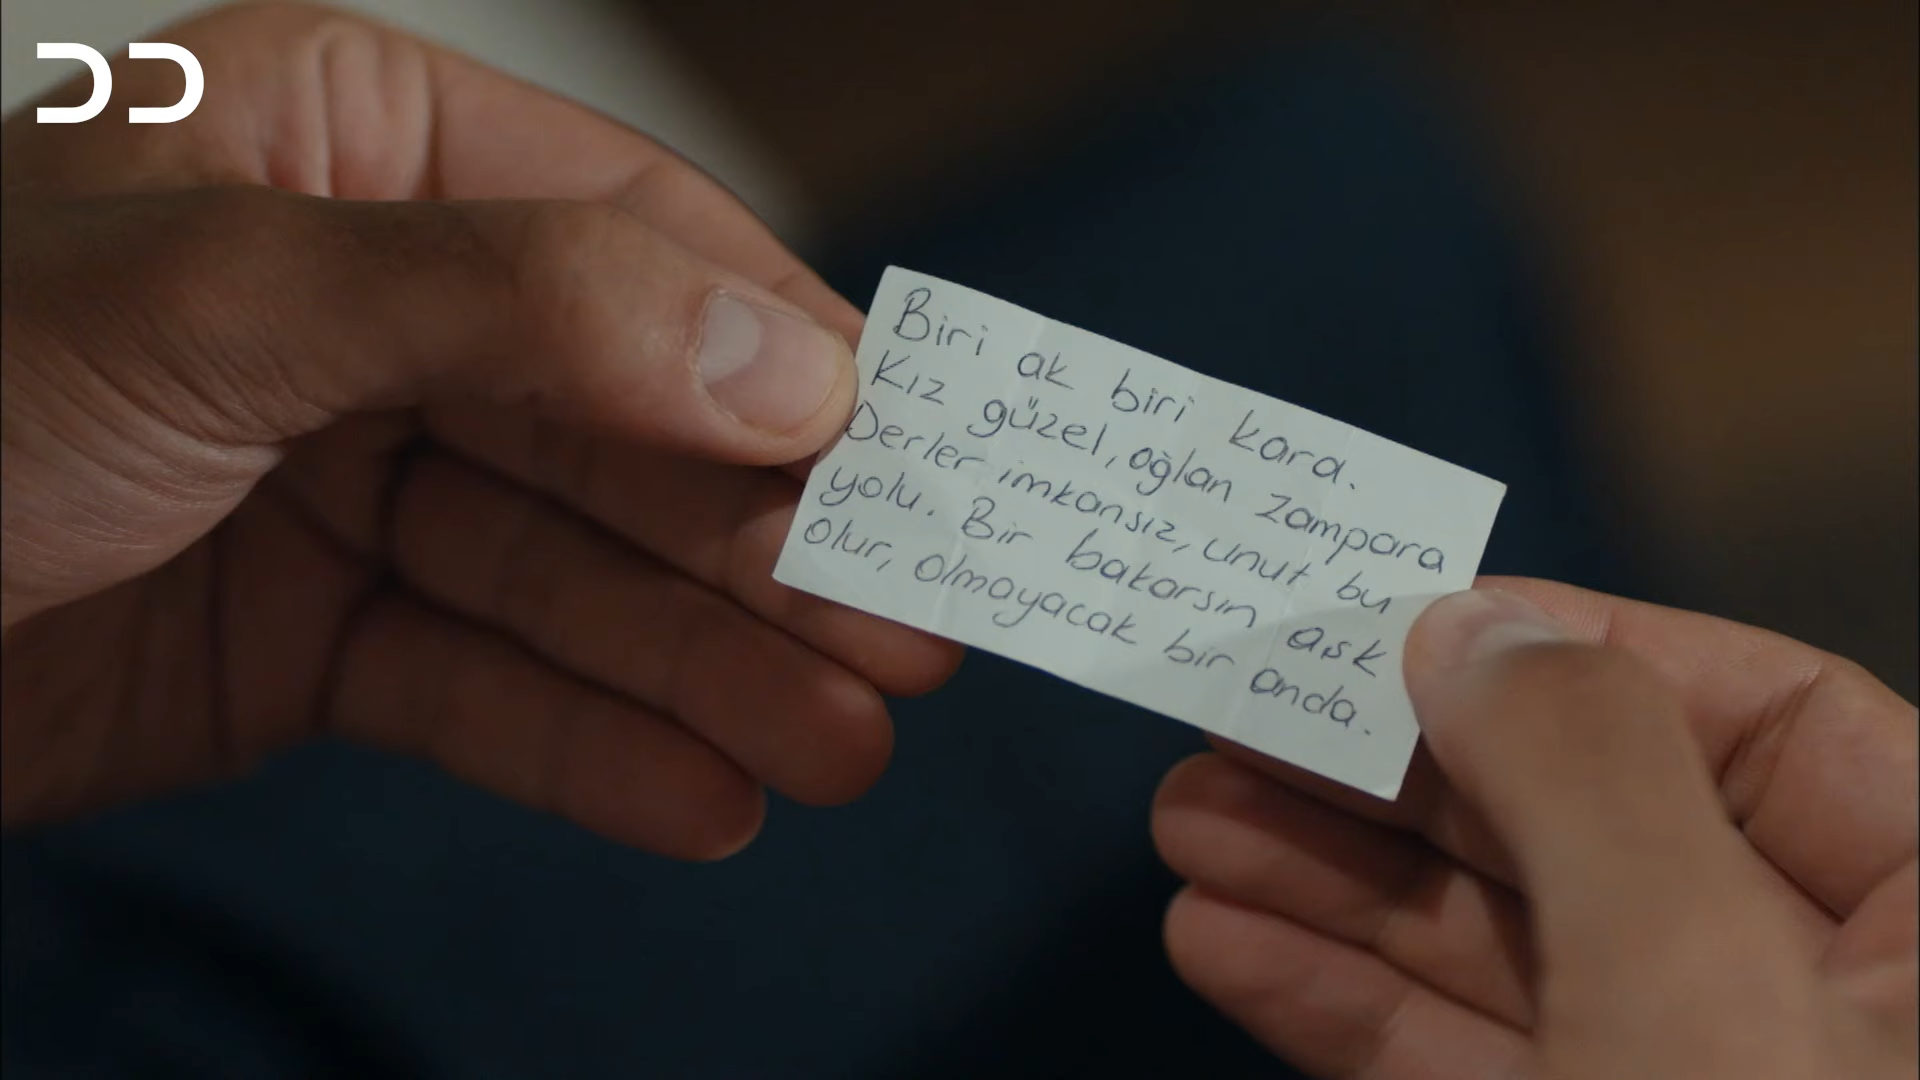 Biri ak biri kara.
Kız güzel, oğlan zampara
Derler imkansız, unut bu
yolu. Bir bakarsın aşk
olur, olmayacak bir anda.